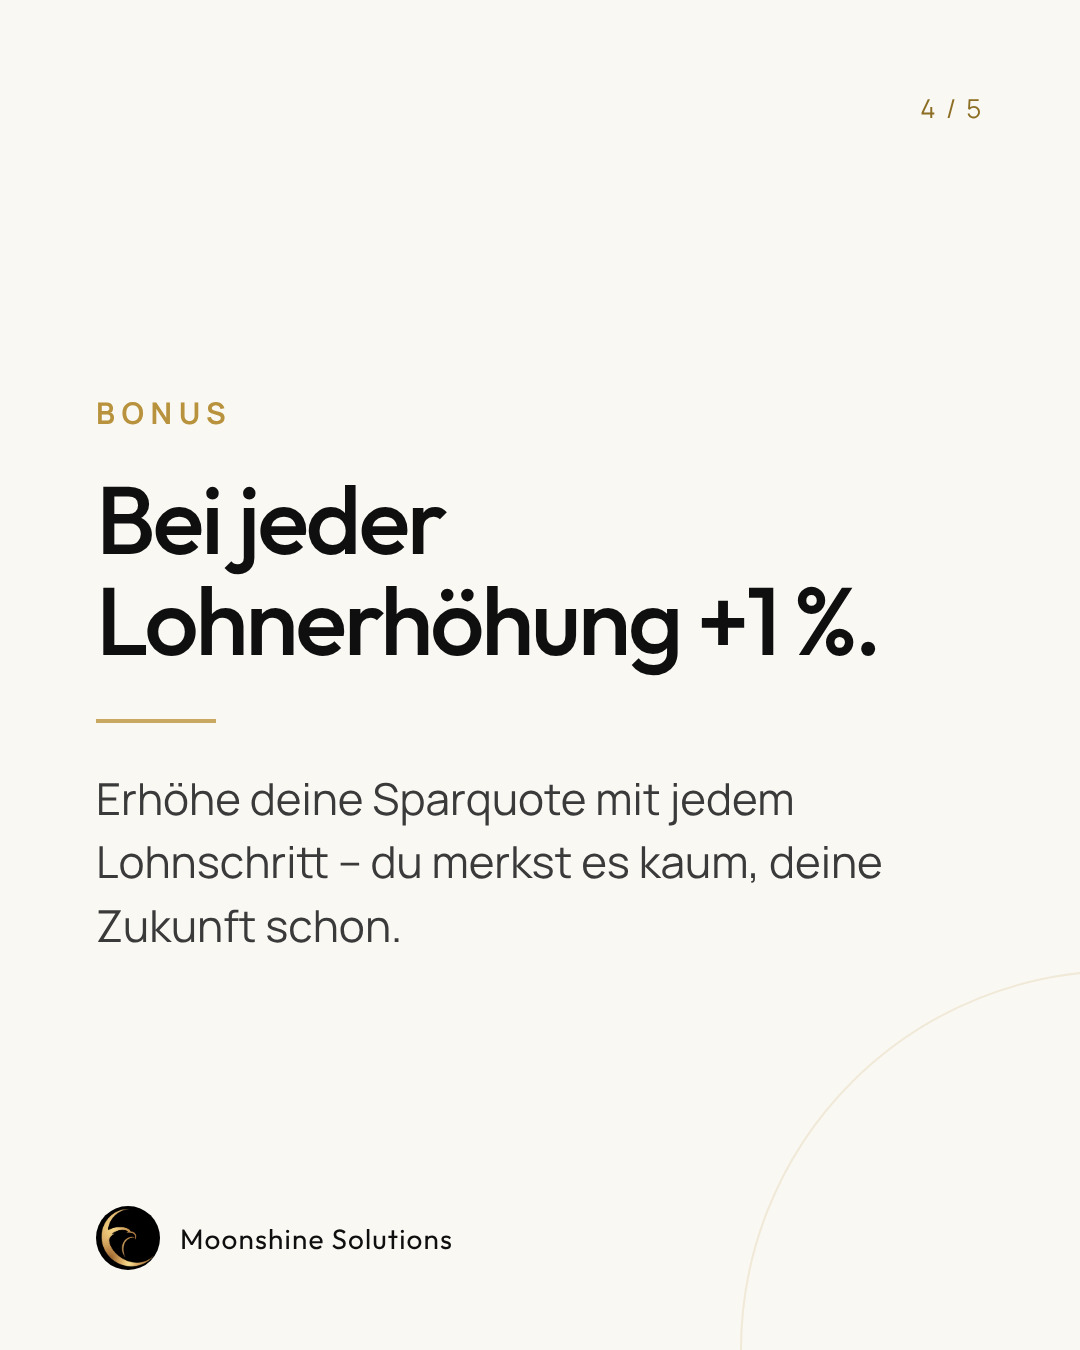 4 / 5
BONUS
Bei jeder
Lohnerhöhung +1 %.
Erhöhe deine Sparquote mit jedem
Lohnschritt – du merkst es kaum, deine
Zukunft schon.
Moonshine Solutions